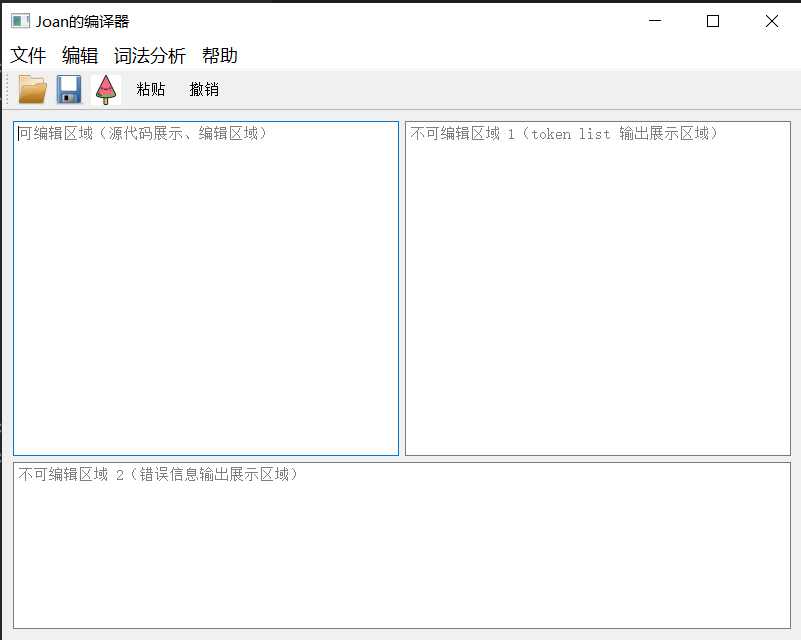 Joan的编译器
文件 编辑 词法分析 帮助
粘贴 撤销
可编辑区域（源代码展示、编辑区域）
不可编辑区域 1（token list 输出展示区域）
不可编辑区域 2（错误信息输出展示区域）